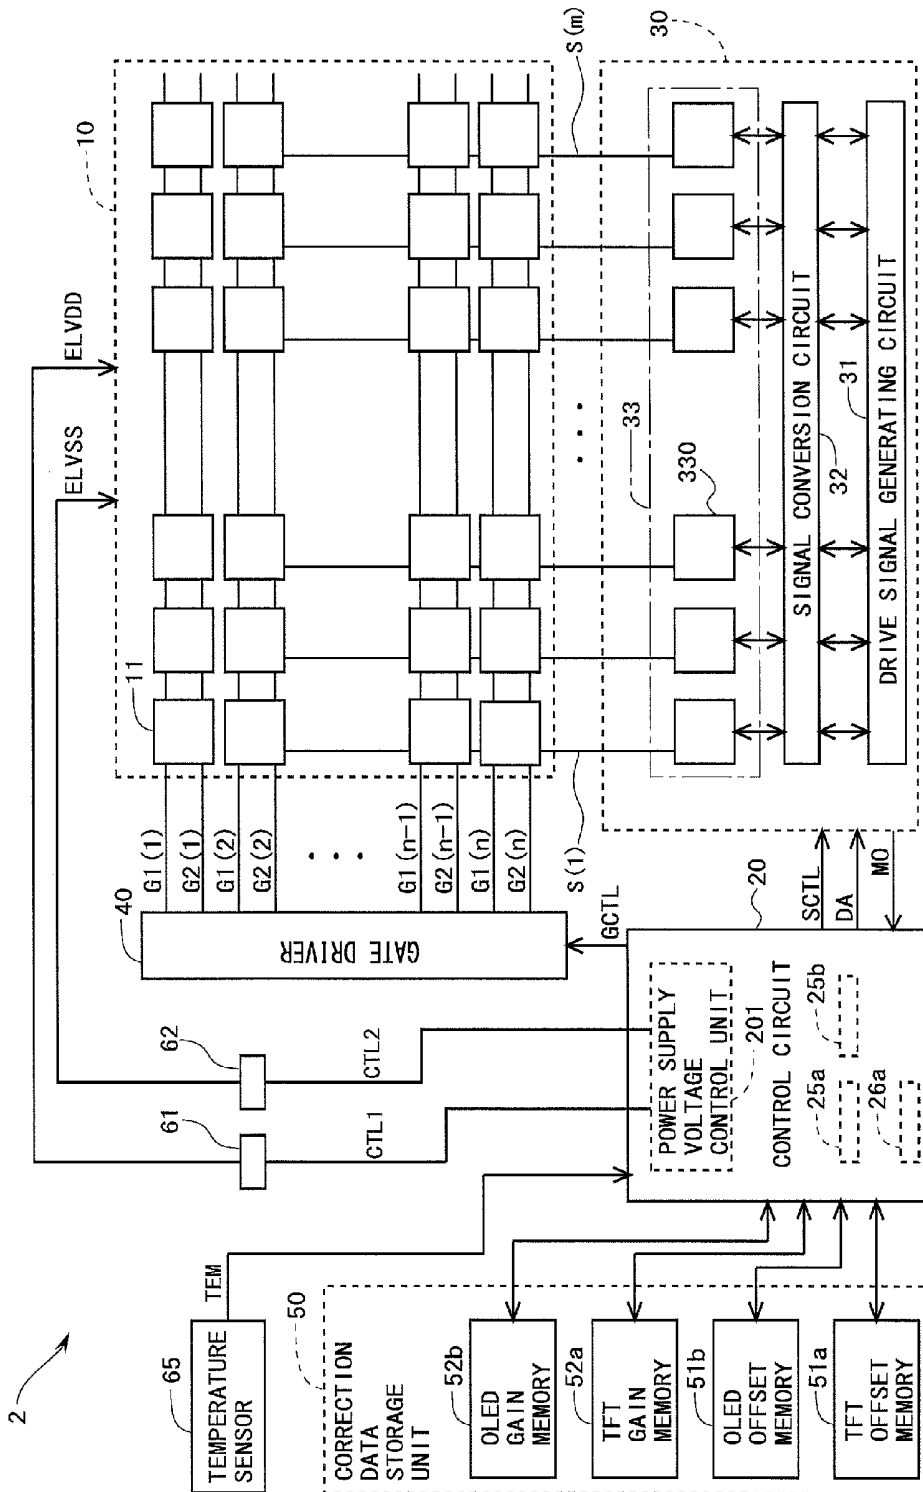 2
65
TEMPERATURE
SENSOR
TEM
50
CORRECTION
DATA
STORAGE
UNIT
52b
OLED
GAIN
MEMORY
52a
TFT
GAIN
MEMORY
51b
OLED
OFFSET
MEMORY
51a
TFT
OFFSET
MEMORY
61
62
CTL1
CTL2
POWER SUPPLY
VOLTAGE
CONTROL UNIT
201
CONTROL CIRCUIT
25a
25b
26a
20
GCTL
SCTL
DA
MO
40
GATE DRIVER
G1(1)
G2(1)
G1(2)
G2(2)
G1(n-1)
G2(n-1)
G1(n)
G2(n)
ELVSS
ELVDD
10
11
S(1)
S(m)
30
33
330
SIGNAL CONVERSION CIRCUIT
32
31
DRIVE SIGNAL GENERATING CIRCUIT